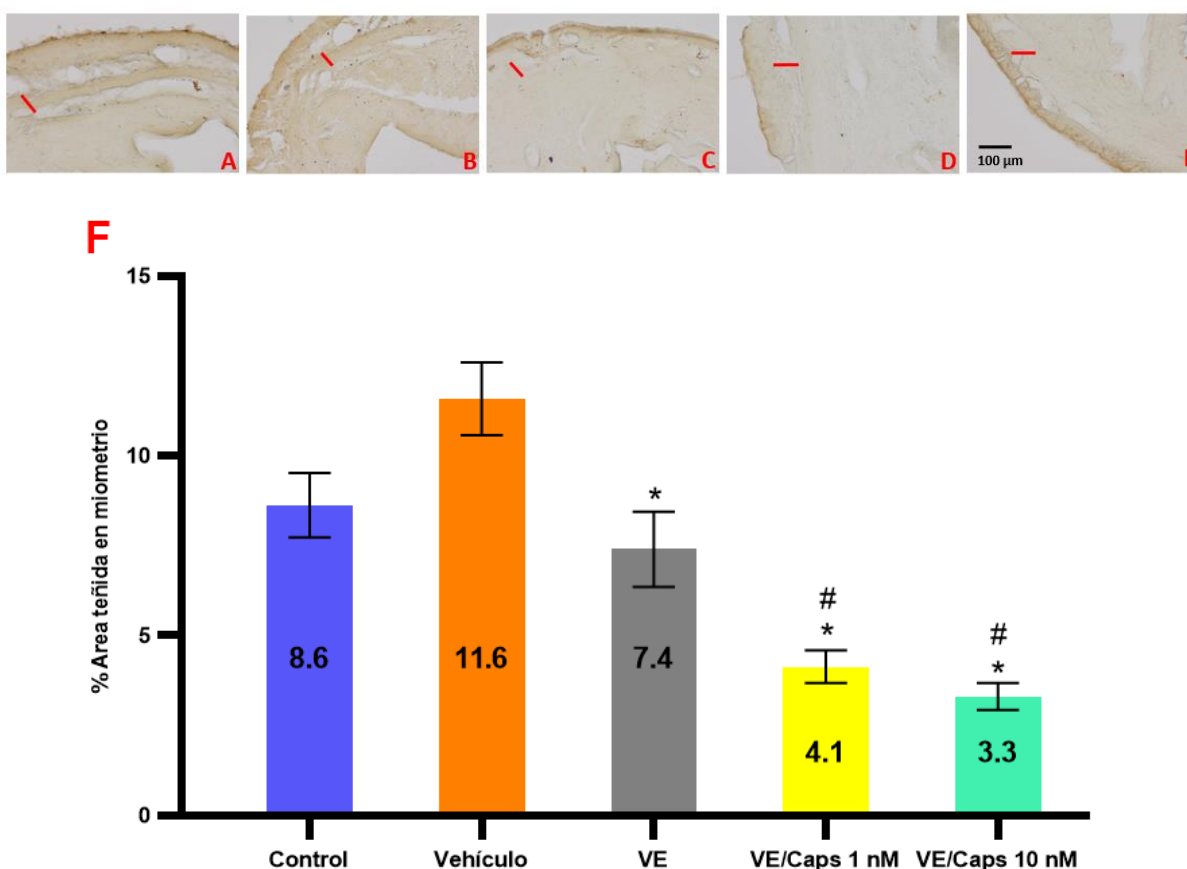 A
B
C
D
100 µm
F
15
10
5
0
% Area teñida en miometrio
8.6
11.6
*
7.4
#
*
4.1
#
*
3.3
Control
Vehículo
VE
VE/Caps 1 nM
VE/Caps 10 nM